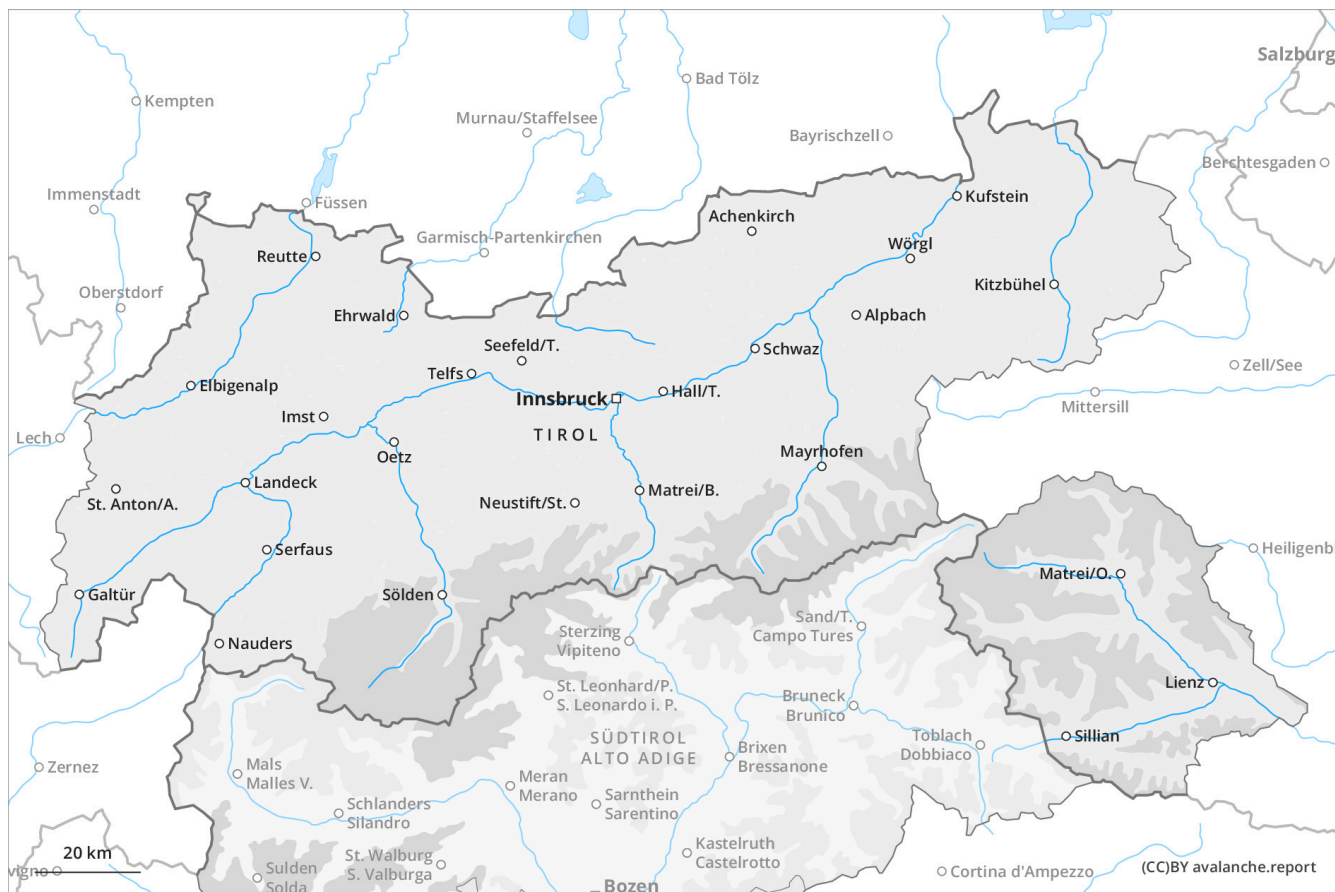 Salzburg
Bad Tölz
Kempten
Murnau/Staffelsee
Bayrischzell
Berchtesgaden
Immenstadt
Füssen
Kufstein
Achenkirch
Garmisch-Partenkirchen
Wörgl
Reutte
Kitzbühel
Oberstdorf
Ehrwald
Alpbach
Seefeld/T.
Schwaz
Zell/See
Telfs
Elbigenalp
Hall/T.
Innsbruck
Mittersill
Imst
TIROL
Lech
Oetz
Mayrhofen
Landeck
Matrei/B.
St. Anton/A.
Neustift/St.
Serfaus
Heiligenb
Matrei/O.
Galtür
Sölden
Sand/T.
Campo Tures
Sterzing
Vipiteno
Nauders
Lienz
St. Leonhard/P.
S. Leonardo i. P.
Bruneck
Brunico
Sillian
SÜDTIROL
ALTO ADIGE
Toblach
Dobbiaco
Brixen
Bressanone
Zernez
Mals
Malles V.
Meran
Merano
Schlanders
Silandro
Sarnthein
Sarentino
Kastelruth
Castelrotto
20 km
vigno
St. Walburg
S. Valburga
Sulden
Solda
Cortina d'Ampezzo
(CC)BY avalanche.report
Bozen